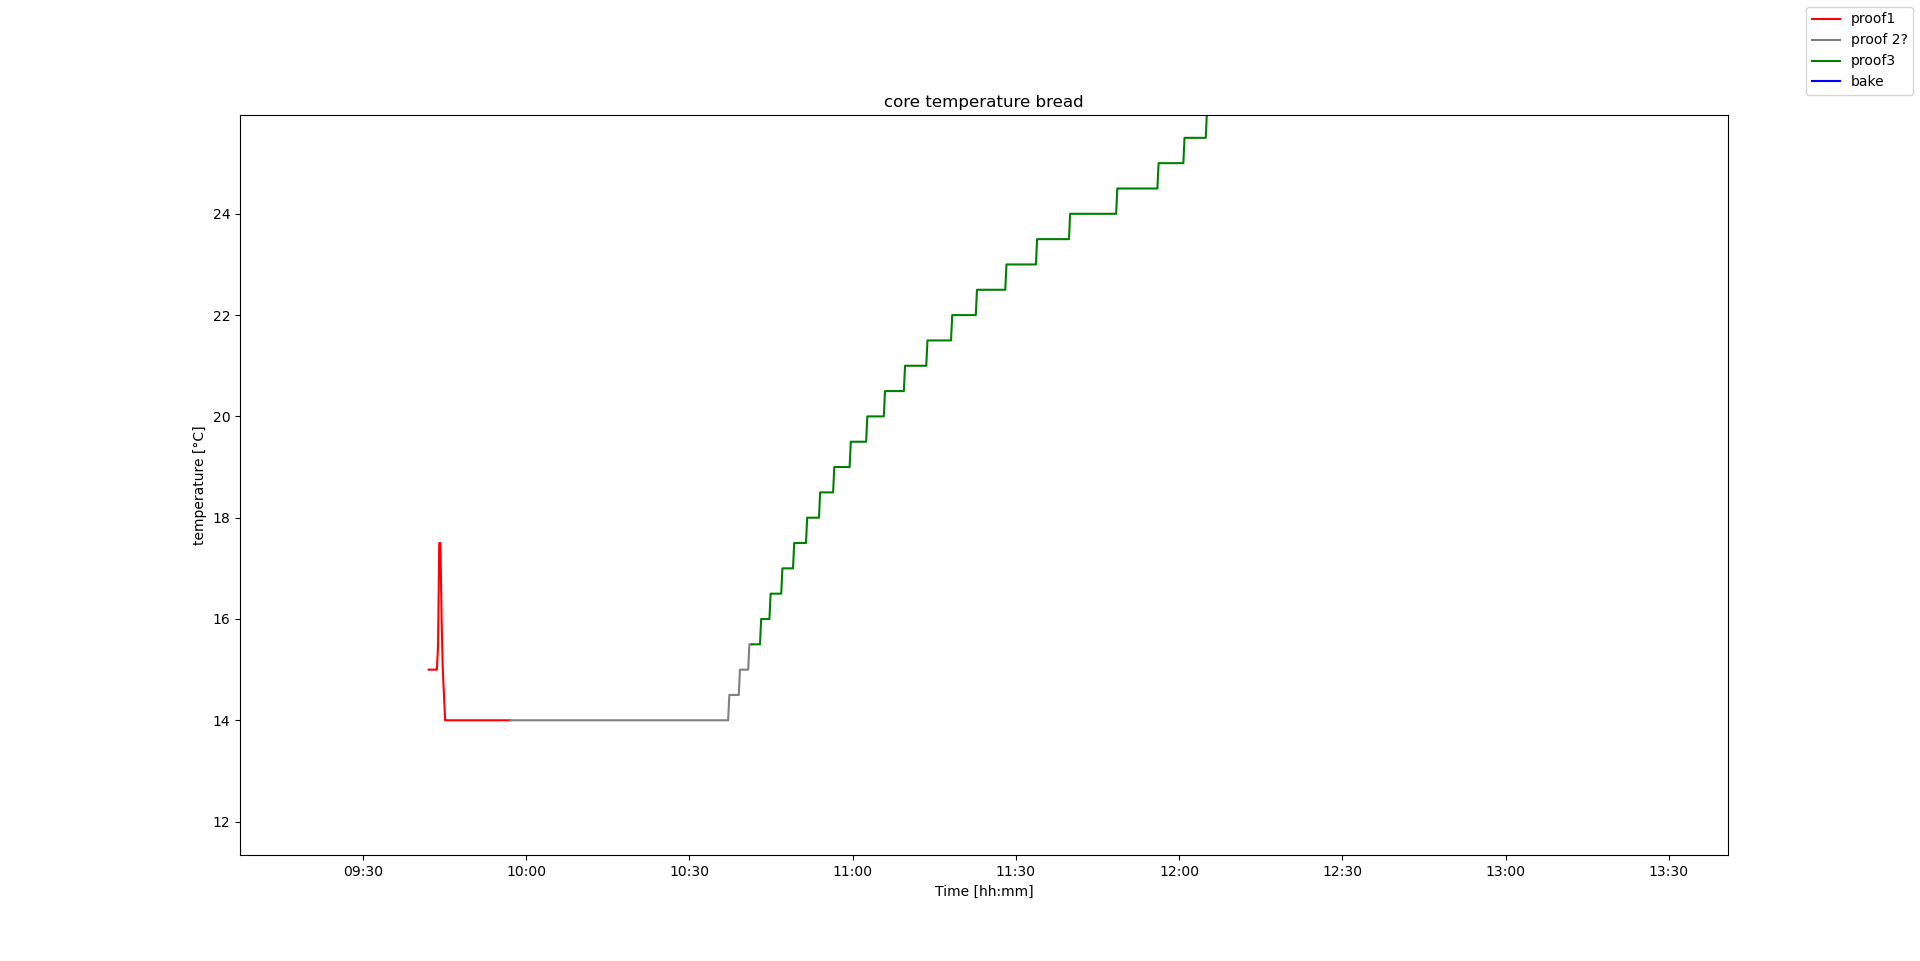 proof1
proof 2?
proof3
bake
core temperature bread
temperature [°C]
24
22
20
18
16
14
12
09:30 10:00 10:30 11:00 11:30 12:00 12:30 13:00 13:30
Time [hh:mm]